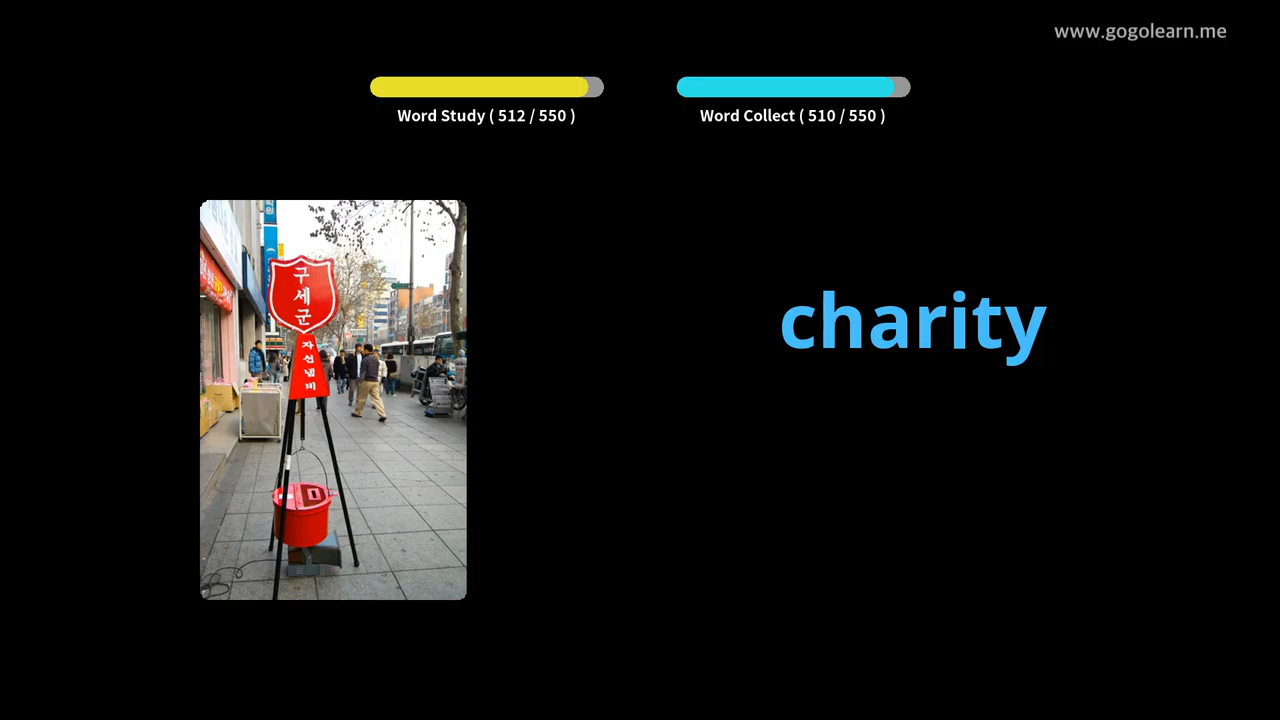 www.gogolearn.me
Word Study ( 512 / 550 )
Word Collect ( 510 / 550 )
구
세
군
자
선
냄
비
charity